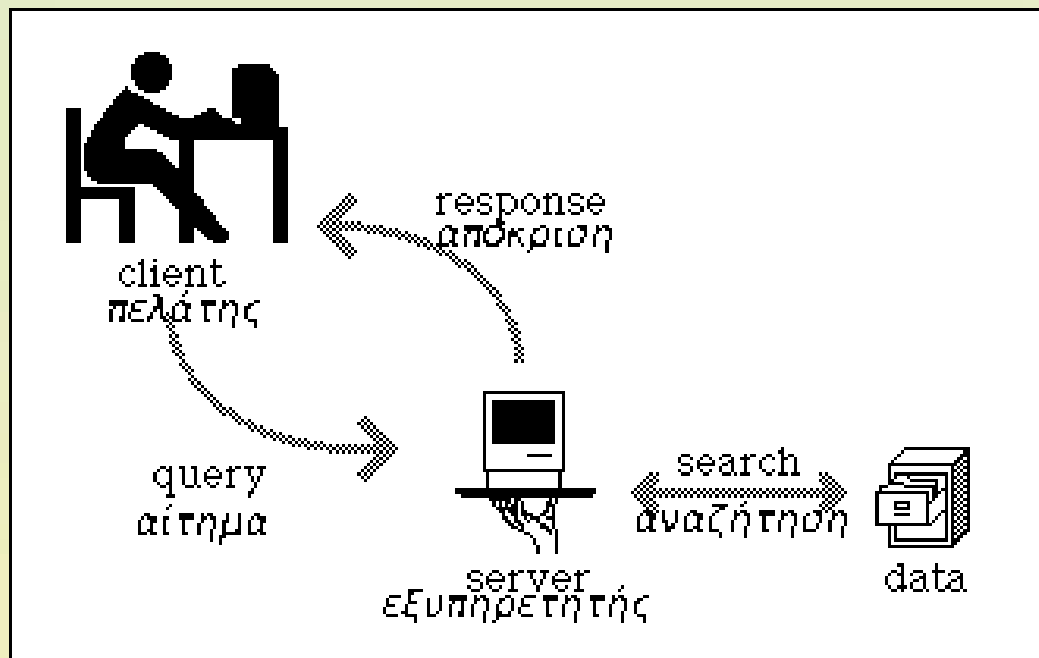 response
απόκριση
client
πελάτης
query
αίτημα
search
αναζήτηση
server
εξυπηρετητής
data